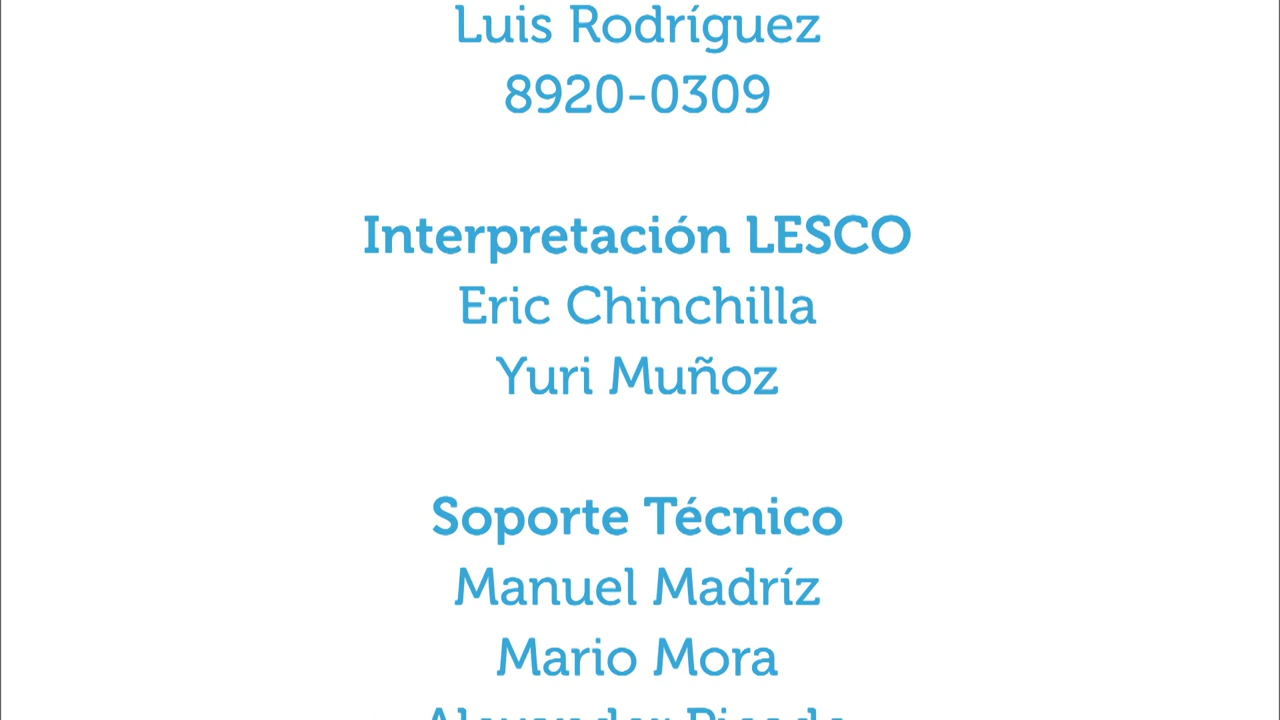 Luis Rodríguez
8920-0309
Interpretación LESCO
Eric Chinchilla
Yuri Muñoz
Soporte Técnico
Manuel Madríz
Mario Mora